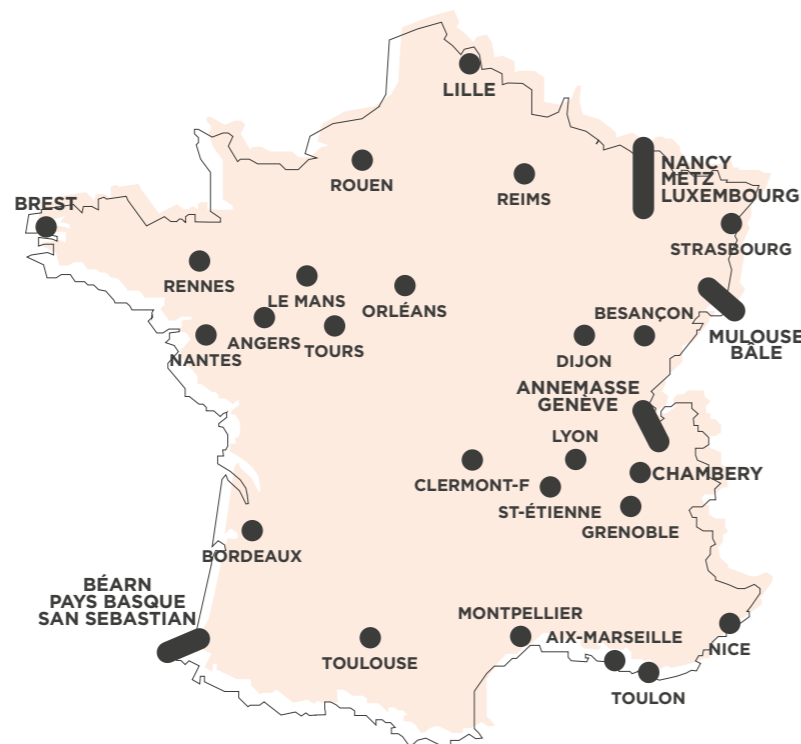 LILLE
ROUEN
REIMS
NANCY
METZ
LUXEMBOURG
BREST
STRASBOURG
RENNES
LE MANS
ORLÉANS
BESANÇON
ANGERS
TOURS
NANTES
DIJON
MULOUSE
BÂLE
ANNEMASSE
GENÈVE
LYON
CLERMONT-F
CHAMBERY
ST-ÉTIENNE
GRENOBLE
BORDEAUX
BÉARN
PAYS BASQUE
SAN SEBASTIAN
MONTPELLIER
AIX-MARSEILLE
TOULOUSE
NICE
TOULON